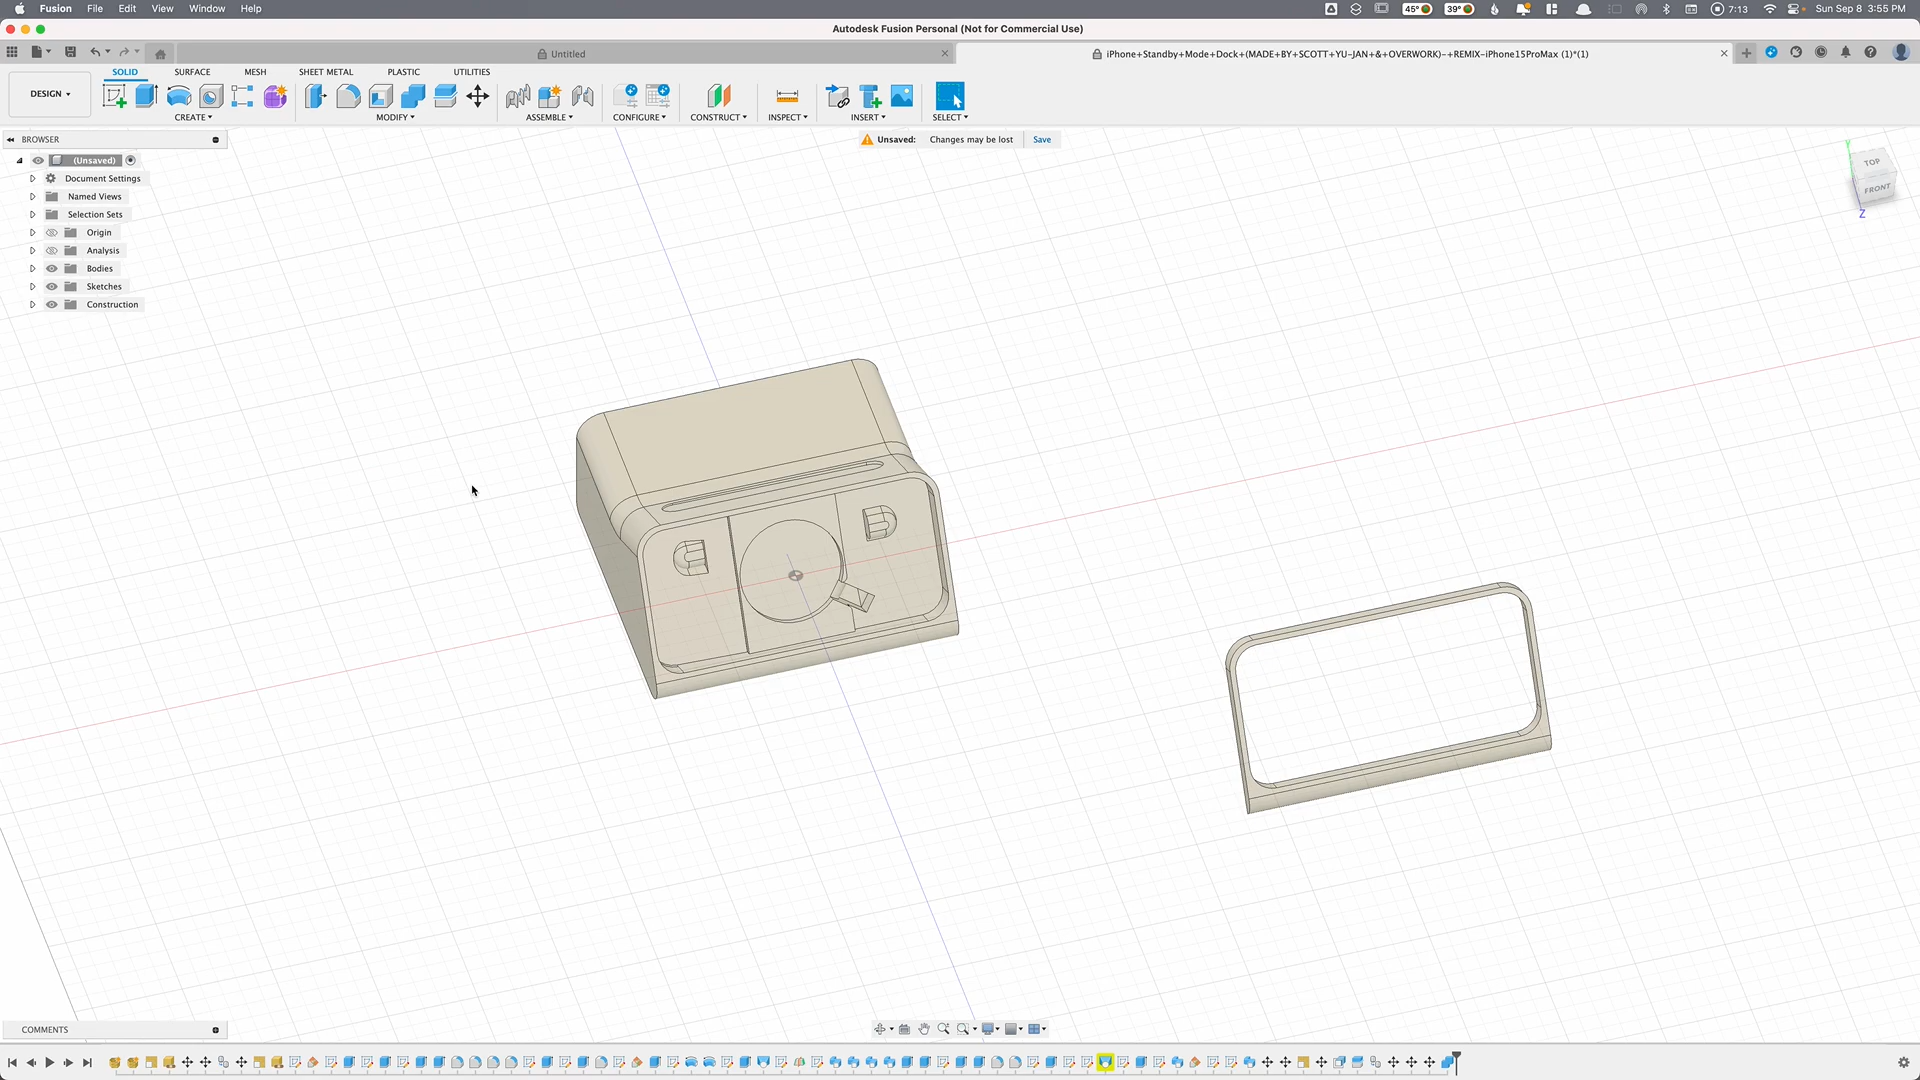 Fusion File Edit View Window Help
45° 39° 7:13 Sun Sep 8 3:55 PM
Autodesk Fusion Personal (Not for Commercial Use)
Untitled
iPhone+Standby+Mode+Dock+(MADE+BY+SCOTT+YU-JAN+&+OVERWORK)-+REMIX-iPhone15ProMax (1)*(1)
SOLID SURFACE MESH SHEET METAL PLASTIC UTILITIES
DESIGN
CREATE MODIFY ASSEMBLE CONFIGURE CONSTRUCT INSPECT INSERT SELECT
BROWSER
Unsaved: Changes may be lost Save
(Unsaved)
Document Settings
Named Views
Selection Sets
Origin
Analysis
Bodies
Sketches
Construction
Y
TOP
FRONT
Z
COMMENTS